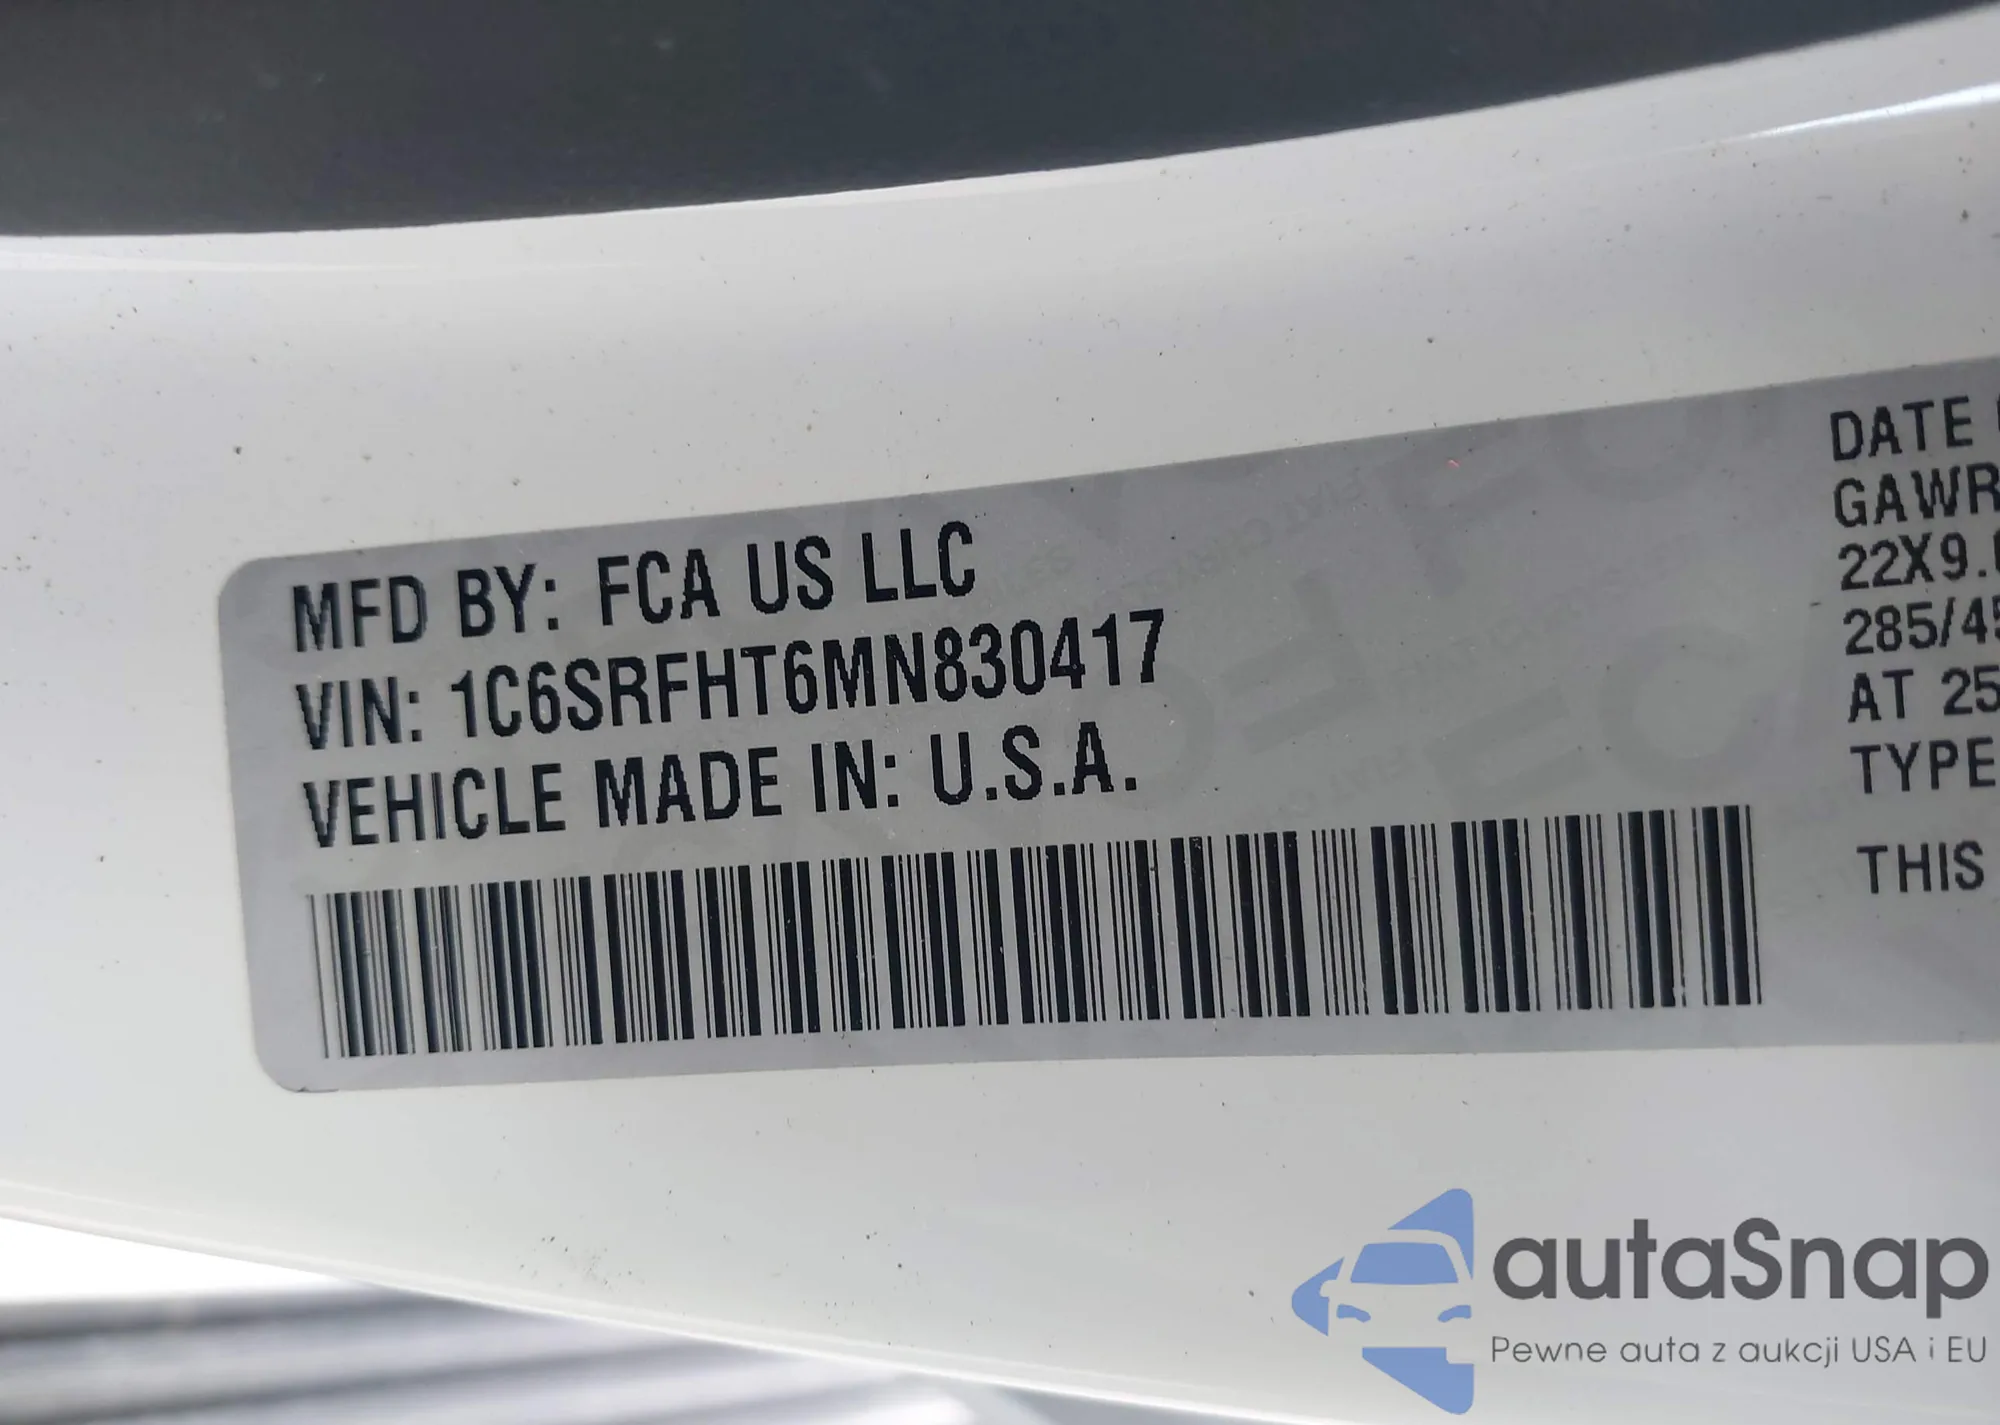 MFD BY: FCA US LLC
VIN: 1C6SRFHT6MN830417
VEHICLE MADE IN: U.S.A.
DATE
GAWR
22X9.
285/45
AT 25
TYPE
THIS
autaSnap
Pewne auta z aukcji USA i EU